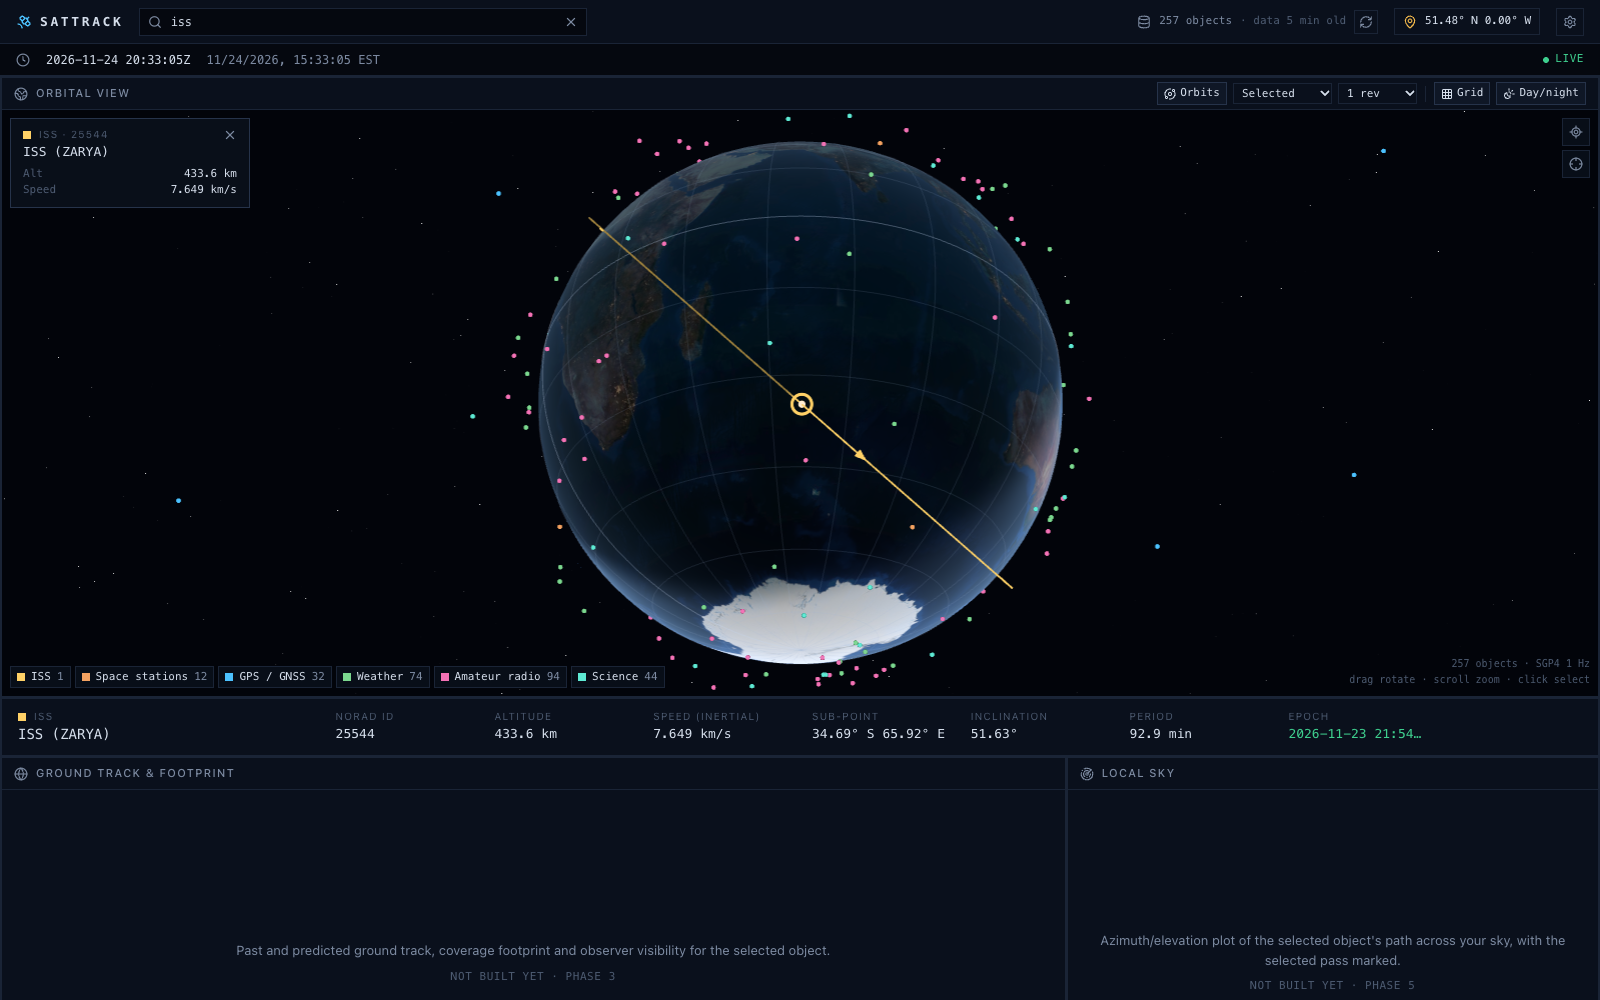 SATTRACK
iss
257 objects · data 5 min old
51.48° N 0.00° W
2026-11-24 20:33:05Z 11/24/2026, 15:33:05 EST
LIVE
ORBITAL VIEW
Orbits
Selected
1 rev
Grid
Day/night
ISS · 25544
ISS (ZARYA)
Alt 433.6 km
Speed 7.649 km/s
ISS 1
Space stations 12
GPS / GNSS 32
Weather 74
Amateur radio 94
Science 44
257 objects · SGP4 1 Hz
drag rotate · scroll zoom · click select
ISS
ISS (ZARYA)
NORAD ID
25544
ALTITUDE
433.6 km
SPEED (INERTIAL)
7.649 km/s
SUB-POINT
34.69° S 65.92° E
INCLINATION
51.63°
PERIOD
92.9 min
EPOCH
2026-11-23 21:54…
GROUND TRACK & FOOTPRINT
Past and predicted ground track, coverage footprint and observer visibility for the selected object.
NOT BUILT YET · PHASE 3
LOCAL SKY
Azimuth/elevation plot of the selected object's path across your sky, with the
selected pass marked.
NOT BUILT YET · PHASE 5